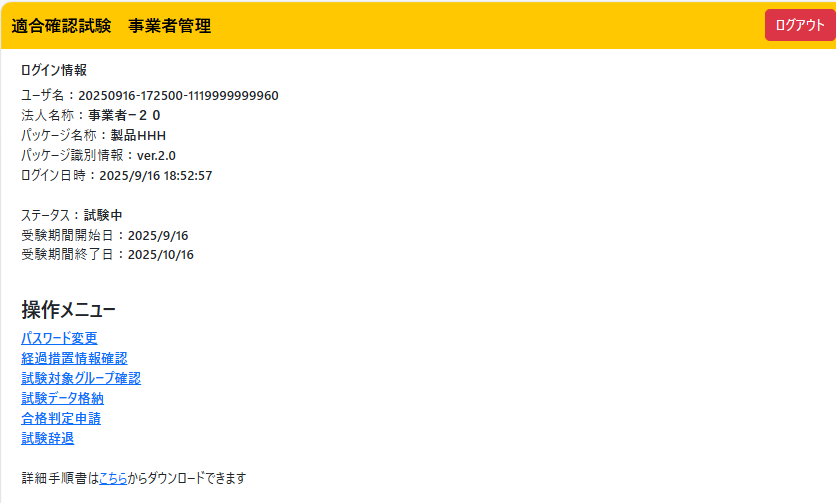 適合確認試験　事業者管理
ログアウト
ログイン情報
ユーザ名：20250916-172500-1119999999960
法人名称：事業者−２０
パッケージ名称：製品HHH
パッケージ識別情報：ver.2.0
ログイン日時：2025/9/16 18:52:57
ステータス：試験中
受験期間開始日：2025/9/16
受験期間終了日：2025/10/16
操作メニュー
パスワード変更
経過措置情報確認
試験対象グループ確認
試験データ格納
合格判定申請
試験辞退
詳細手順書はこちらからダウンロードできます